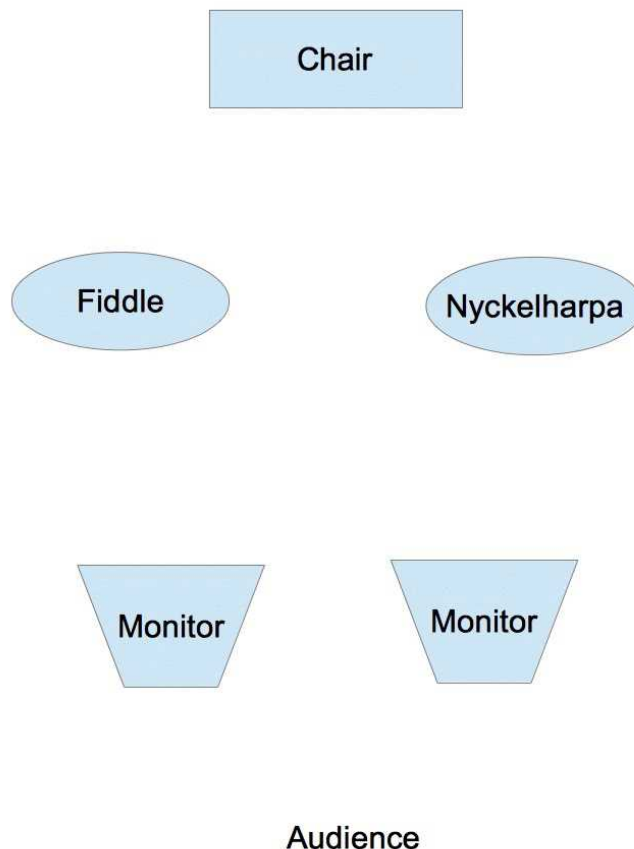 Chair
Fiddle
Nyckelharpa
Monitor
Monitor
Audience